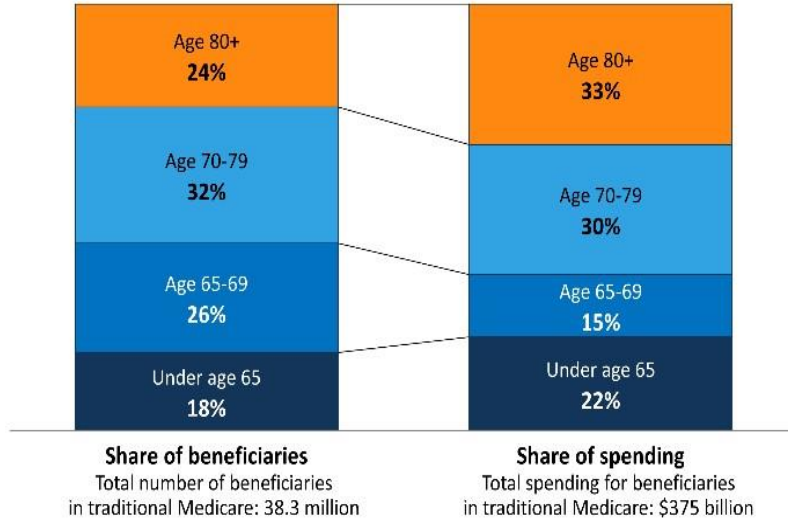 Age 80+
24%
Age 70-79
32%
Age 65-69
26%
Under age 65
18%
Share of beneficiaries
Total number of beneficiaries
in traditional Medicare: 38.3 million
Age 80+
33%
Age 70-79
30%
Age 65-69
15%
Under age 65
22%
Share of spending
Total spending for beneficiaries
in traditional Medicare: $375 billion